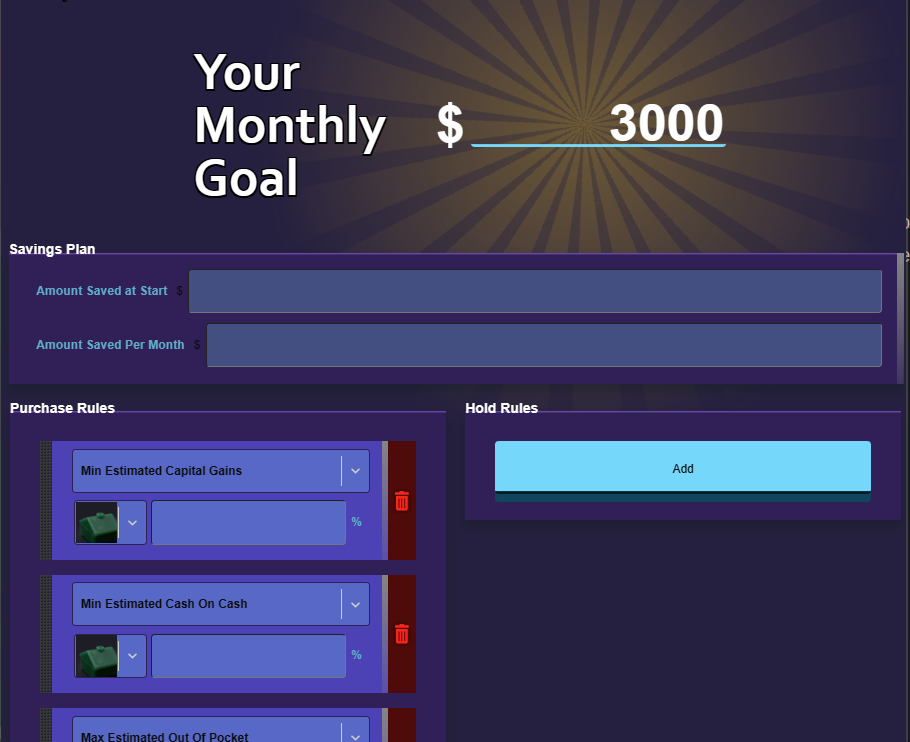 Your
Monthly
Goal
$ 3000
Savings Plan
Amount Saved at Start $
Amount Saved Per Month $
Purchase Rules
Hold Rules
Min Estimated Capital Gains
Add
%
Min Estimated Cash On Cash
%
Max Estimated Out Of Pocket